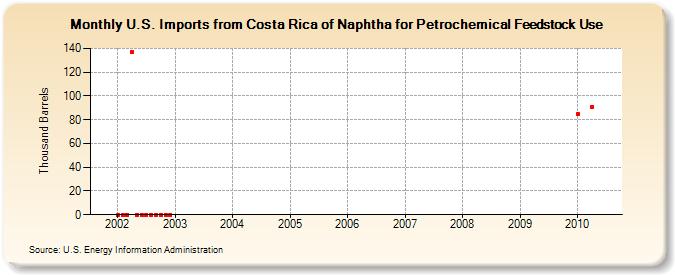 Monthly U.S. Imports from Costa Rica of Naphtha for Petrochemical Feedstock Use
Thousand Barrels
140
120
100
80
60
40
20
0
2002 2003 2004 2005 2006 2007 2008 2009 2010
Source: U.S. Energy Information Administration